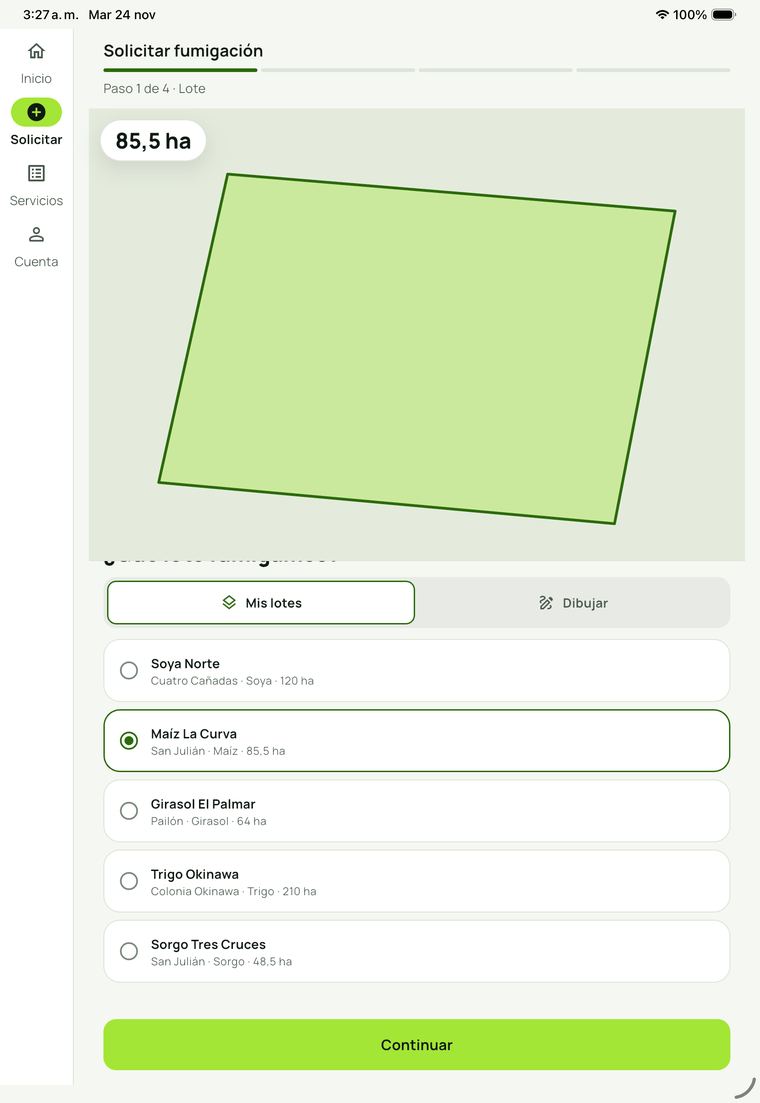 3:27 a. m. Mar 24 nov
100%
Inicio
Solicitar
Servicios
Cuenta
Solicitar fumigación
Paso 1 de 4 · Lote
85,5 ha
Mis lotes
Dibujar
Soya Norte
Cuatro Cañadas · Soya · 120 ha
Maíz La Curva
San Julián · Maíz · 85,5 ha
Girasol El Palmar
Pailón · Girasol · 64 ha
Trigo Okinawa
Colonia Okinawa · Trigo · 210 ha
Sorgo Tres Cruces
San Julián · Sorgo · 48,5 ha
Continuar